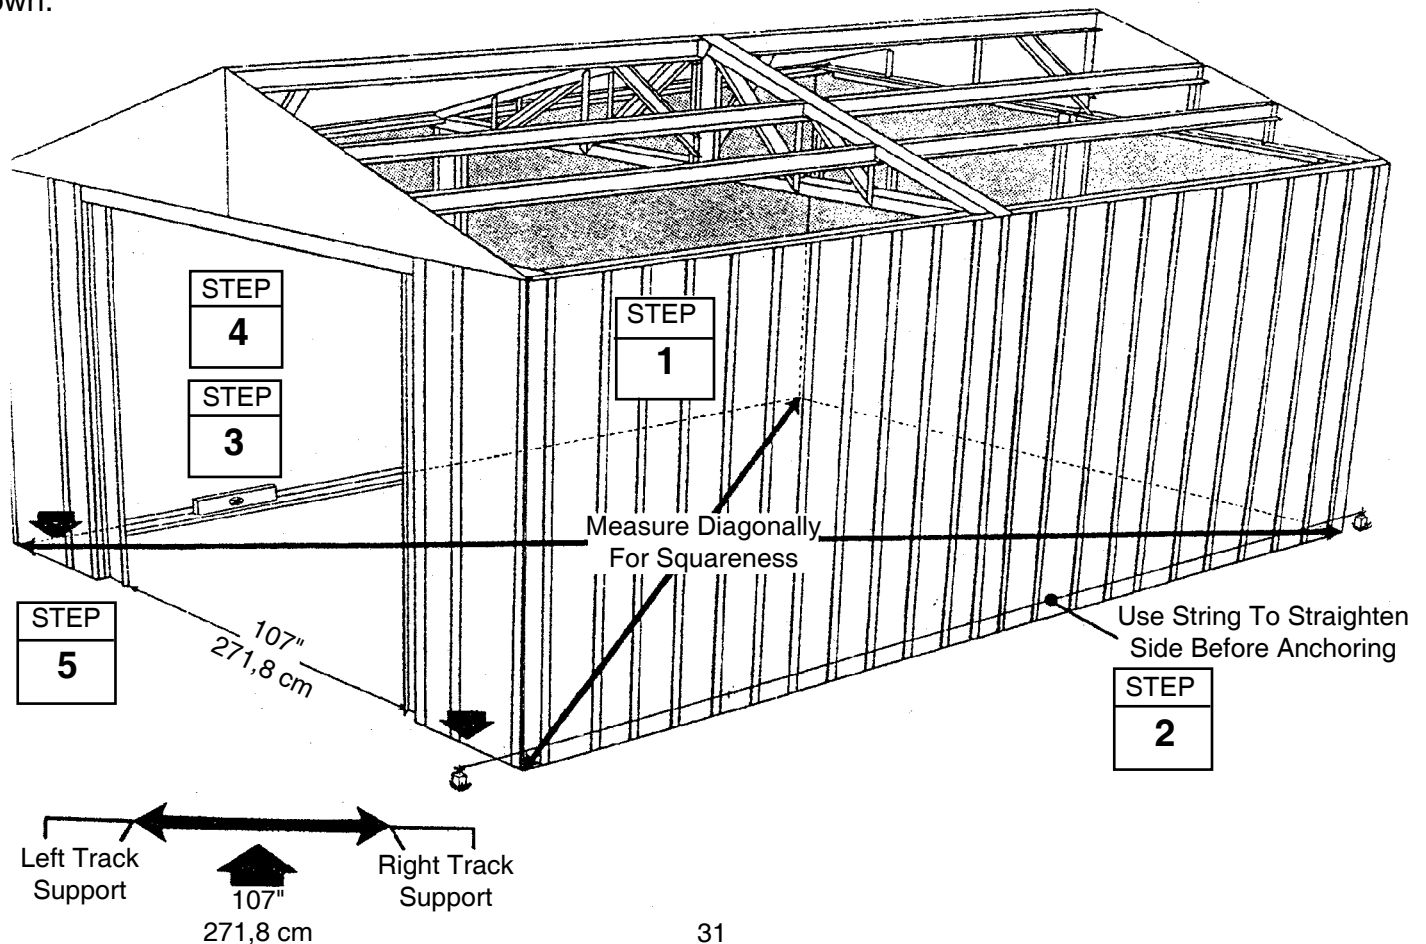 STEP
4
STEP
1
STEP
3
Measure Diagonally
For Squareness
STEP
5
107"
271,8 cm
Use String To Straighten
Side Before Anchoring
STEP
2
Left Track
Support
107"
271,8 cm
Right Track
Support
31